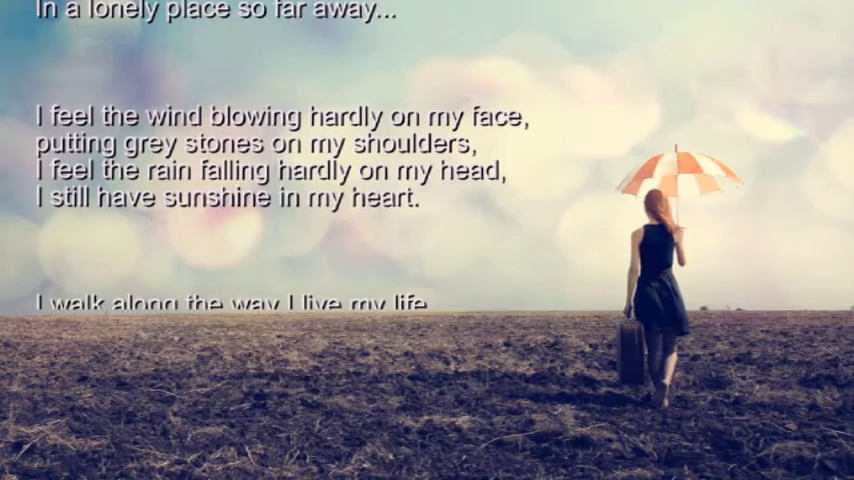 In a lonely place so far away...
I feel the wind blowing hardly on my face,
putting grey stones on my shoulders,
I feel the rain falling hardly on my head,
I still have sunshine in my heart.
I walk along the way I live my life